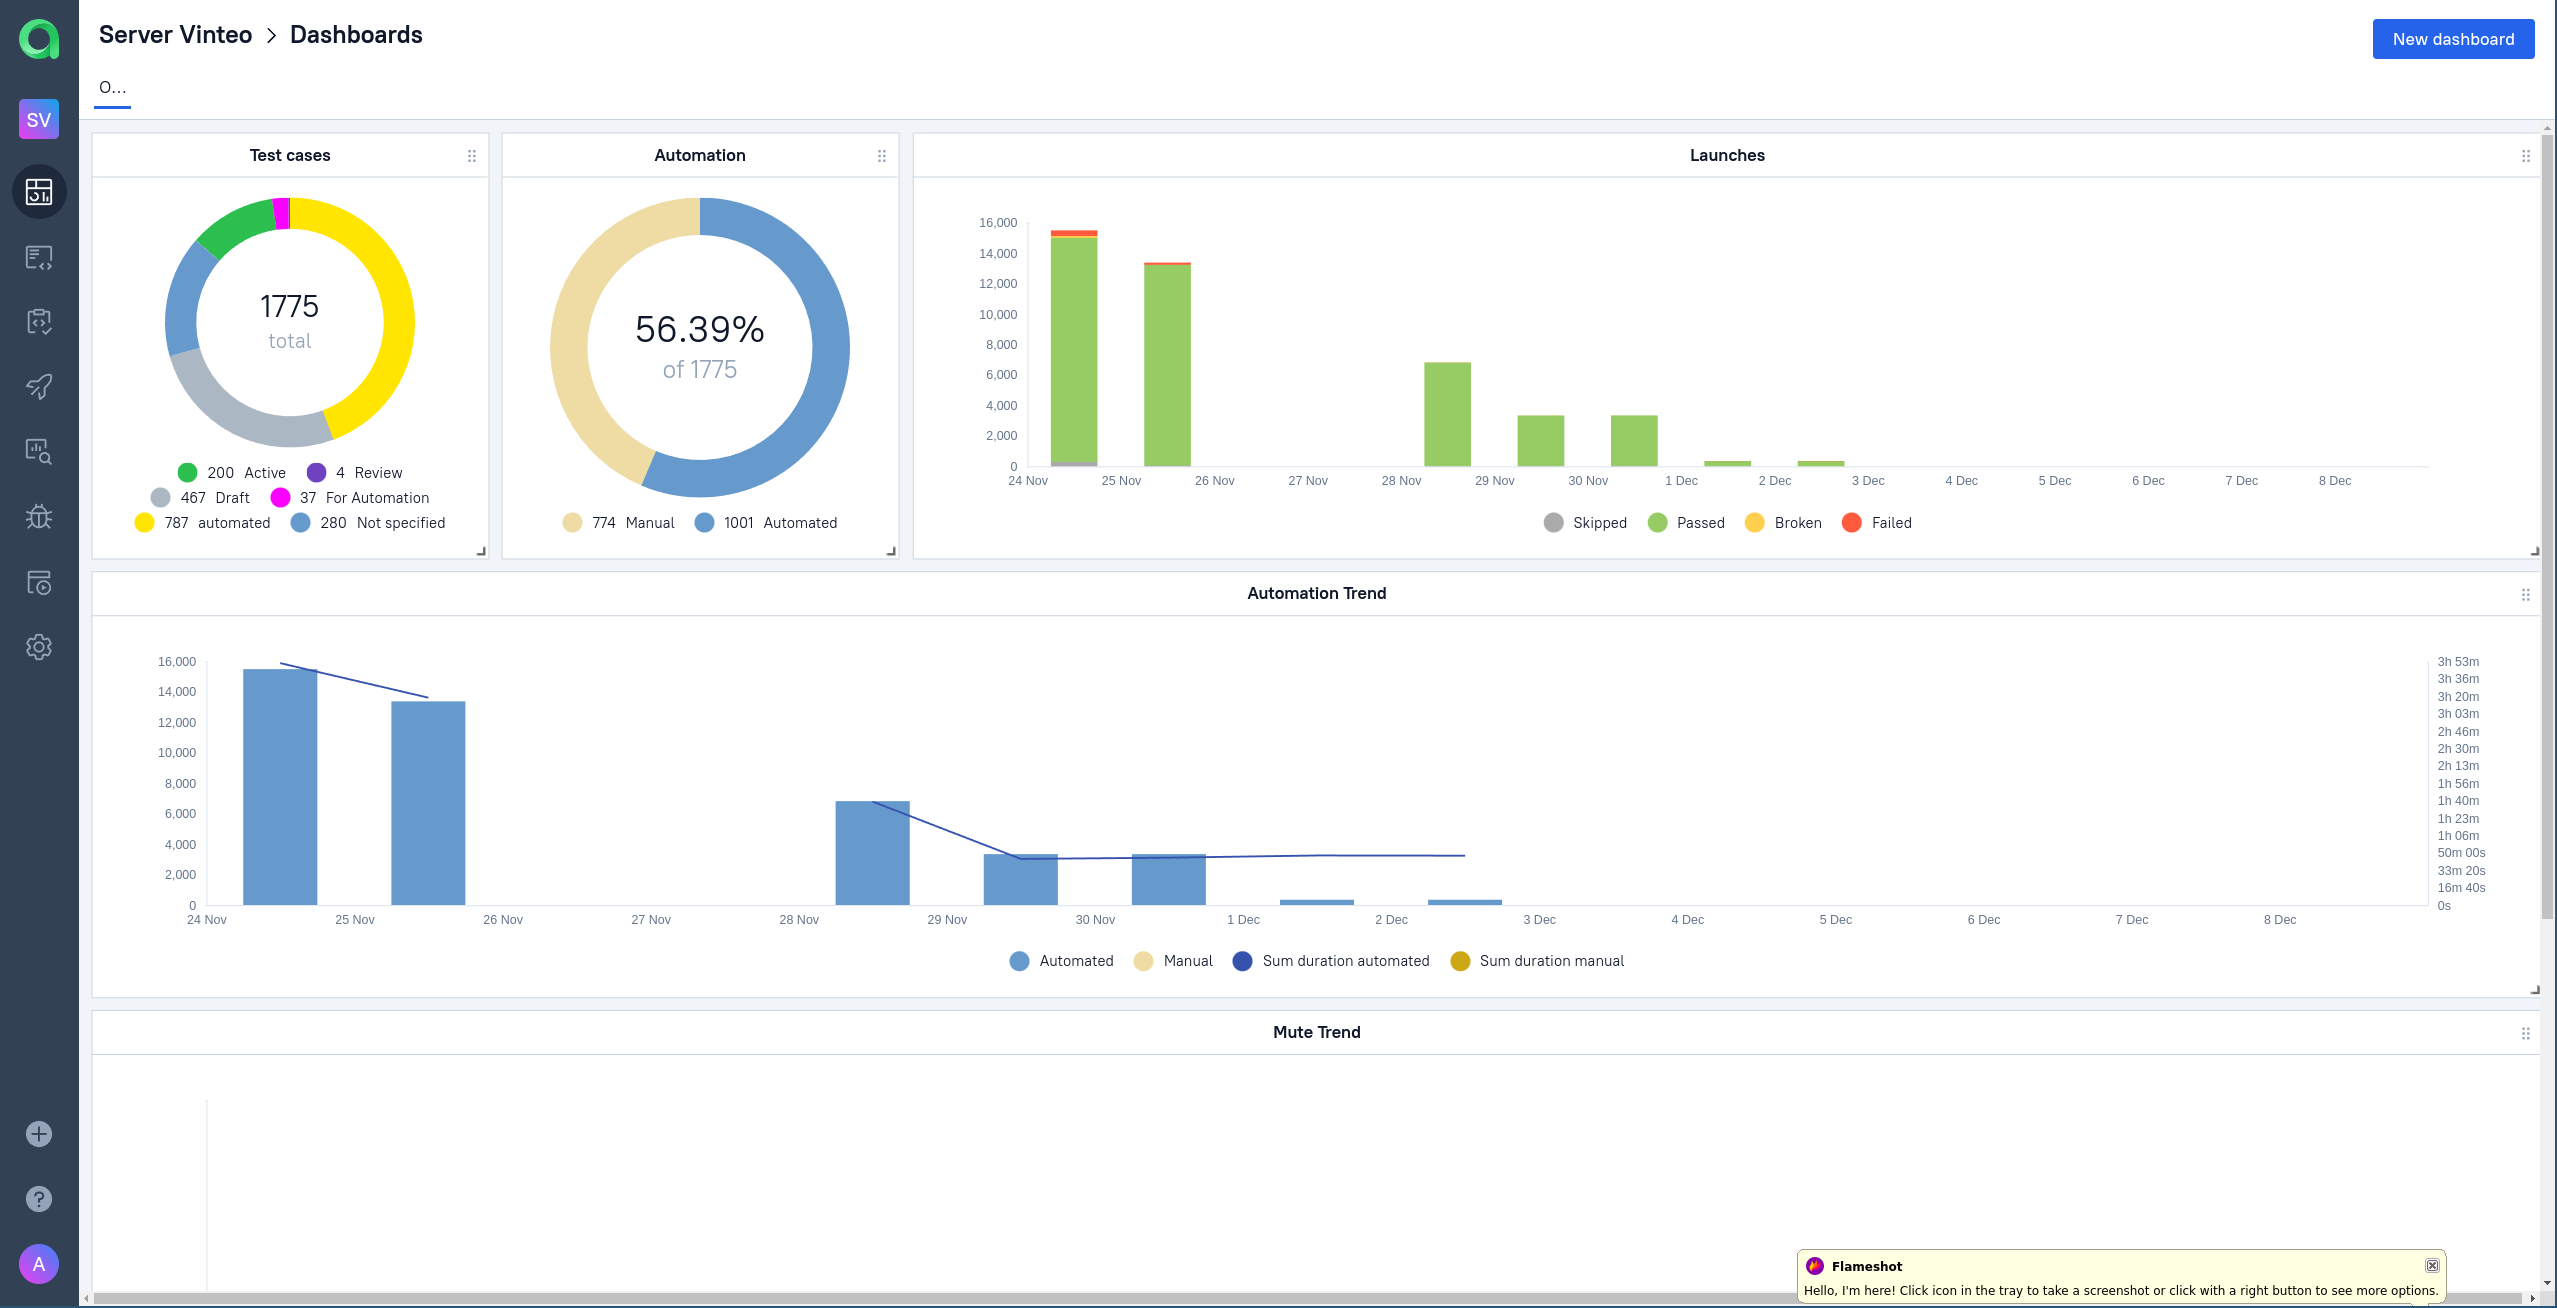 Server Vinteo > Dashboards
New dashboard
O...
SV
Test cases
1775
total
200 Active 4 Review
467 Draft 37 For Automation
787 automated 280 Not specified
Automation
56.39%
of 1775
774 Manual 1001 Automated
Launches
16,000
14,000
12,000
10,000
8,000
6,000
4,000
2,000
0
24 Nov 25 Nov 26 Nov 27 Nov 28 Nov 29 Nov 30 Nov 1 Dec 2 Dec 3 Dec 4 Dec 5 Dec 6 Dec 7 Dec 8 Dec
Skipped Passed Broken Failed
Automation Trend
16,000
14,000
12,000
10,000
8,000
6,000
4,000
2,000
0
3h 53m
3h 36m
3h 20m
3h 03m
2h 46m
2h 30m
2h 13m
1h 56m
1h 40m
1h 23m
1h 06m
50m 00s
33m 20s
16m 40s
0s
24 Nov 25 Nov 26 Nov 27 Nov 28 Nov 29 Nov 30 Nov 1 Dec 2 Dec 3 Dec 4 Dec 5 Dec 6 Dec 7 Dec 8 Dec
Automated Manual Sum duration automated Sum duration manual
Mute Trend
A
Flameshot
Hello, I'm here! Click icon in the tray to take a screenshot or click with a right button to see more options.